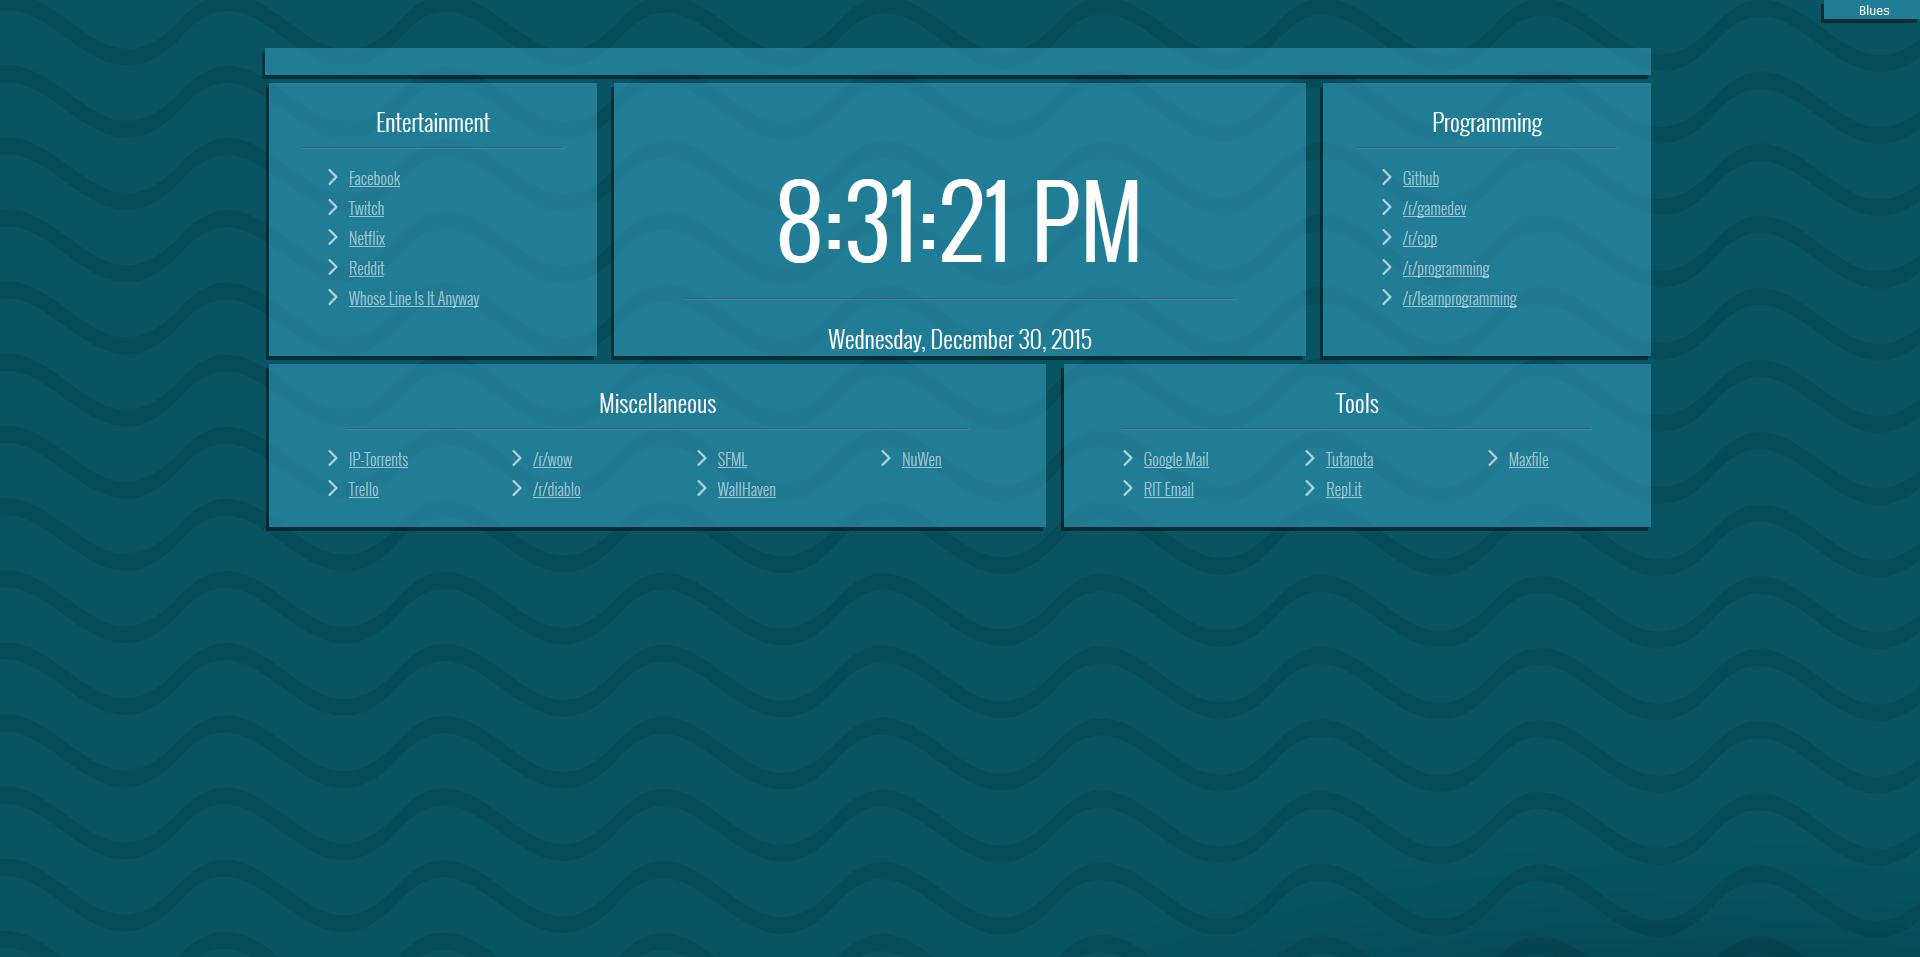 Blues
Entertainment
Facebook
Twitch
Netflix
Reddit
Whose Line Is It Anyway
8:31:21 PM
Wednesday, December 30, 2015
Programming
Github
/r/gamedev
/r/cpp
/r/programming
/r/learnprogramming
Miscellaneous
IP-Torrents /r/wow SFML NuWen
Trello /r/diablo WallHaven
Tools
Google Mail Tutanota Maxfile
RIT Email Repl.it